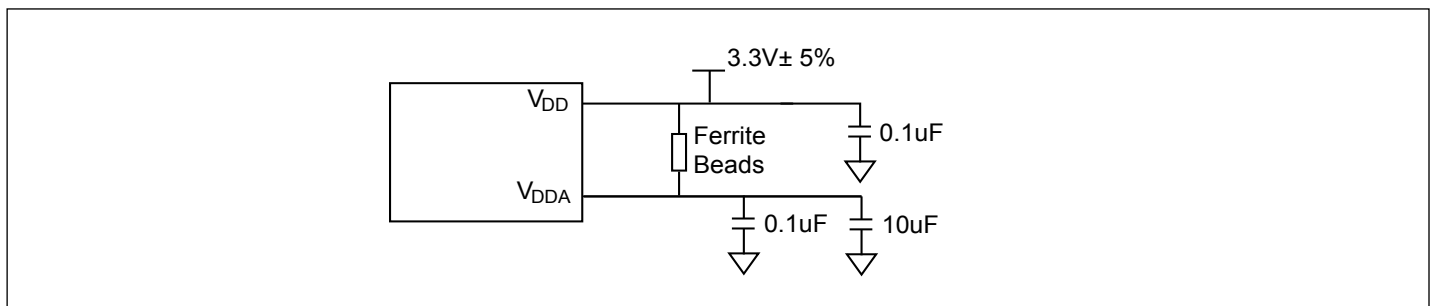 3.3V± 5%
VDD
0.1uF
Ferrite
Beads
VDDA
0.1uF
10uF